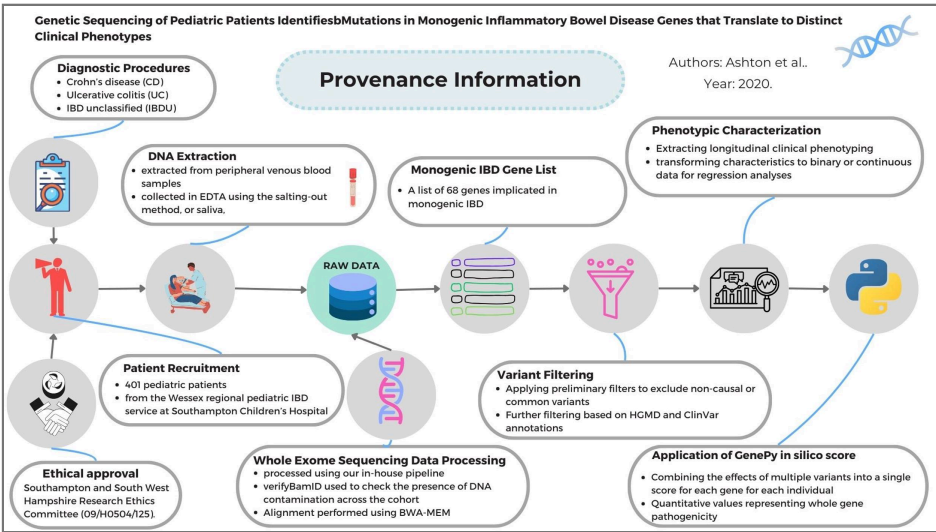 Genetic Sequencing of Pediatric Patients IdentifiesbMutations in Monogenic Inflammatory Bowel Disease Genes that Translate to Distinct
Clinical Phenotypes
Provenance Information
Authors: Ashton et al..
Year: 2020.
Diagnostic Procedures
• Crohn's disease (CD)
• Ulcerative colitis (UC)
• IBD unclassified (IBDU)
DNA Extraction
• extracted from peripheral venous blood
samples
• collected in EDTA using the salting-out
method, or saliva,
Monogenic IBD Gene List
• A list of 68 genes implicated in
monogenic IBD
Phenotypic Characterization
• Extracting longitudinal clinical phenotyping
• transforming characteristics to binary or continuous
data for regression analyses
RAW DATA
Patient Recruitment
• 401 pediatric patients
• from the Wessex regional pediatric IBD
service at Southampton Children's Hospital
Variant Filtering
• Applying preliminary filters to exclude non-causal or
common variants
• Further filtering based on HGMD and ClinVar
annotations
Ethical approval
Southampton and South West
Hampshire Research Ethics
Committee (09/H0504/125).
Whole Exome Sequencing Data Processing
• processed using our in-house pipeline
• verifyBamID used to check the presence of DNA
contamination across the cohort
• Alignment performed using BWA-MEM
Application of GenePy in silico score
• Combining the effects of multiple variants into a single
score for each gene for each individual
• Quantitative values representing whole gene
pathogenicity